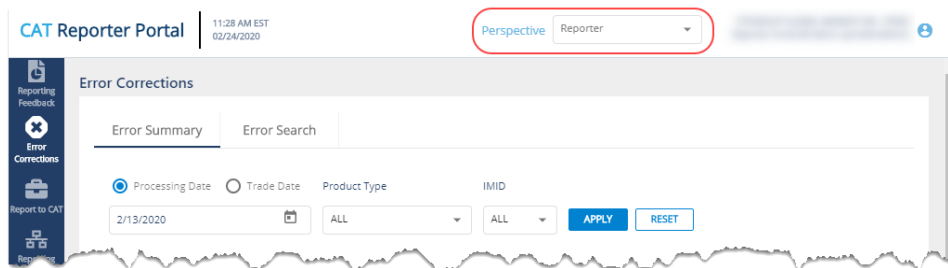 CAT Reporter Portal
11:28 AM EST
02/24/2020
Perspective
Reporter
Reporting
Feedback
Error
Corrections
Report to CAT
Error Corrections
Error Summary
Error Search
Processing Date
Trade Date
Product Type
IMID
2/13/2020
ALL
ALL
APPLY
RESET